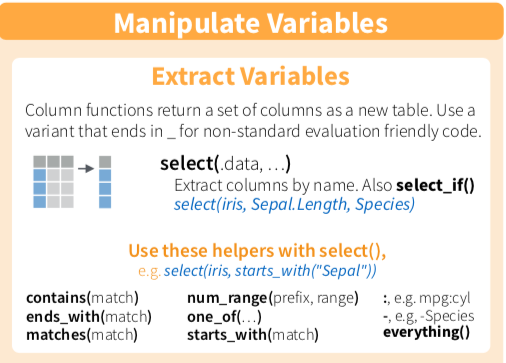 Manipulate Variables
Extract Variables
Column functions return a set of columns as a new table. Use a
variant that ends in _ for non-standard evaluation friendly code.
select(.data, …)
Extract columns by name. Also select_if()
select(iris, Sepal.Length, Species)
Use these helpers with select(),
e.g. select(iris, starts_with("Sepal"))
contains(match) num_range(prefix, range) :, e.g. mpg:cyl
ends_with(match) one_of(…) -, e.g, -Species
matches(match) starts_with(match) everything()